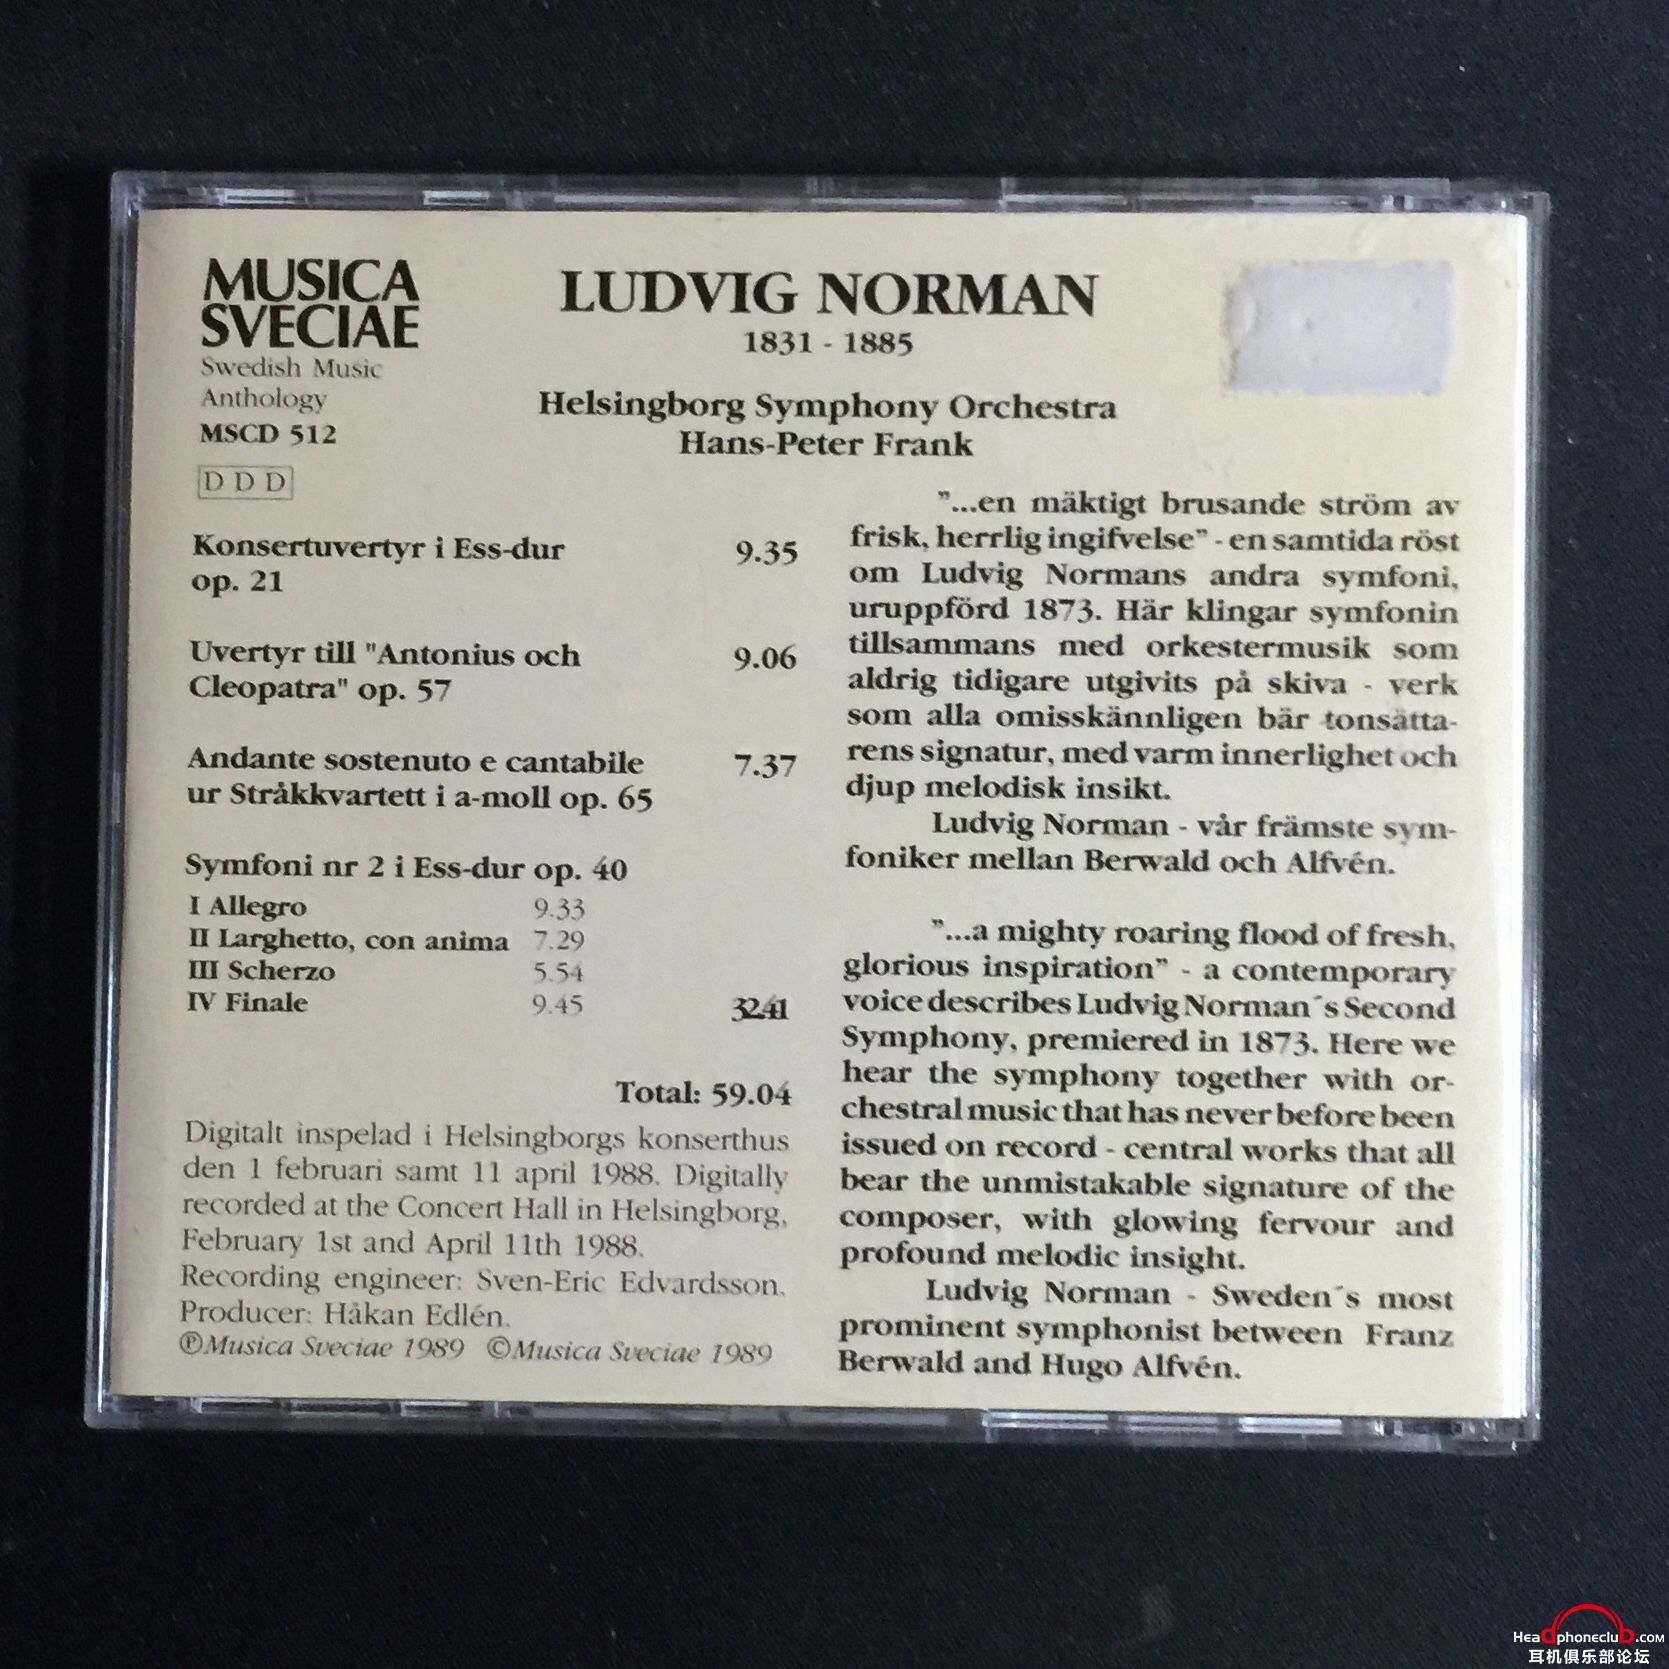 MUSICA
SVECIAE
Swedish Music
Anthology
MSCD 512
DDD
LUDVIG NORMAN
1831 - 1885
Helsingborg Symphony Orchestra
Hans-Peter Frank
Konsertuvertyr i Ess-dur 9.35
op. 21
Uvertyr till "Antonius och 9.06
Cleopatra" op. 57
Andante sostenuto e cantabile 7.37
ur Stråkkvartett i a-moll op. 65
Symfoni nr 2 i Ess-dur op. 40
I Allegro 9.33
II Larghetto, con anima 7.29
III Scherzo 5.54
IV Finale 9.45 32.41
Total: 59.04
Digitalt inspelad i Helsingborgs konserthus
den 1 februari samt 11 april 1988. Digitally
recorded at the Concert Hall in Helsingborg,
February 1st and April 11th 1988.
Recording engineer: Sven-Eric Edvardsson.
Producer: Håkan Edlén.
℗Musica Sveciae 1989 ©Musica Sveciae 1989
"...en mäktigt brusande ström av
frisk, herrlig ingifvelse" - en samtida röst
om Ludvig Normans andra symfoni,
uruppförd 1873. Här klingar symfonin
tillsammans med orkestermusik som
aldrig tidigare utgivits på skiva - verk
som alla omisskännligen bär tonsätta-
rens signatur, med varm innerlighet och
djup melodisk insikt.
Ludvig Norman - vår främste sym-
foniker mellan Berwald och Alfvén.
"...a mighty roaring flood of fresh,
glorious inspiration" - a contemporary
voice describes Ludvig Norman´s Second
Symphony, premiered in 1873. Here we
hear the symphony together with or-
chestral music that has never before been
issued on record - central works that all
bear the unmistakable signature of the
composer, with glowing fervour and
profound melodic insight.
Ludvig Norman - Sweden´s most
prominent symphonist between Franz
Berwald and Hugo Alfvén.
Headphoneclub.com
耳机俱乐部论坛